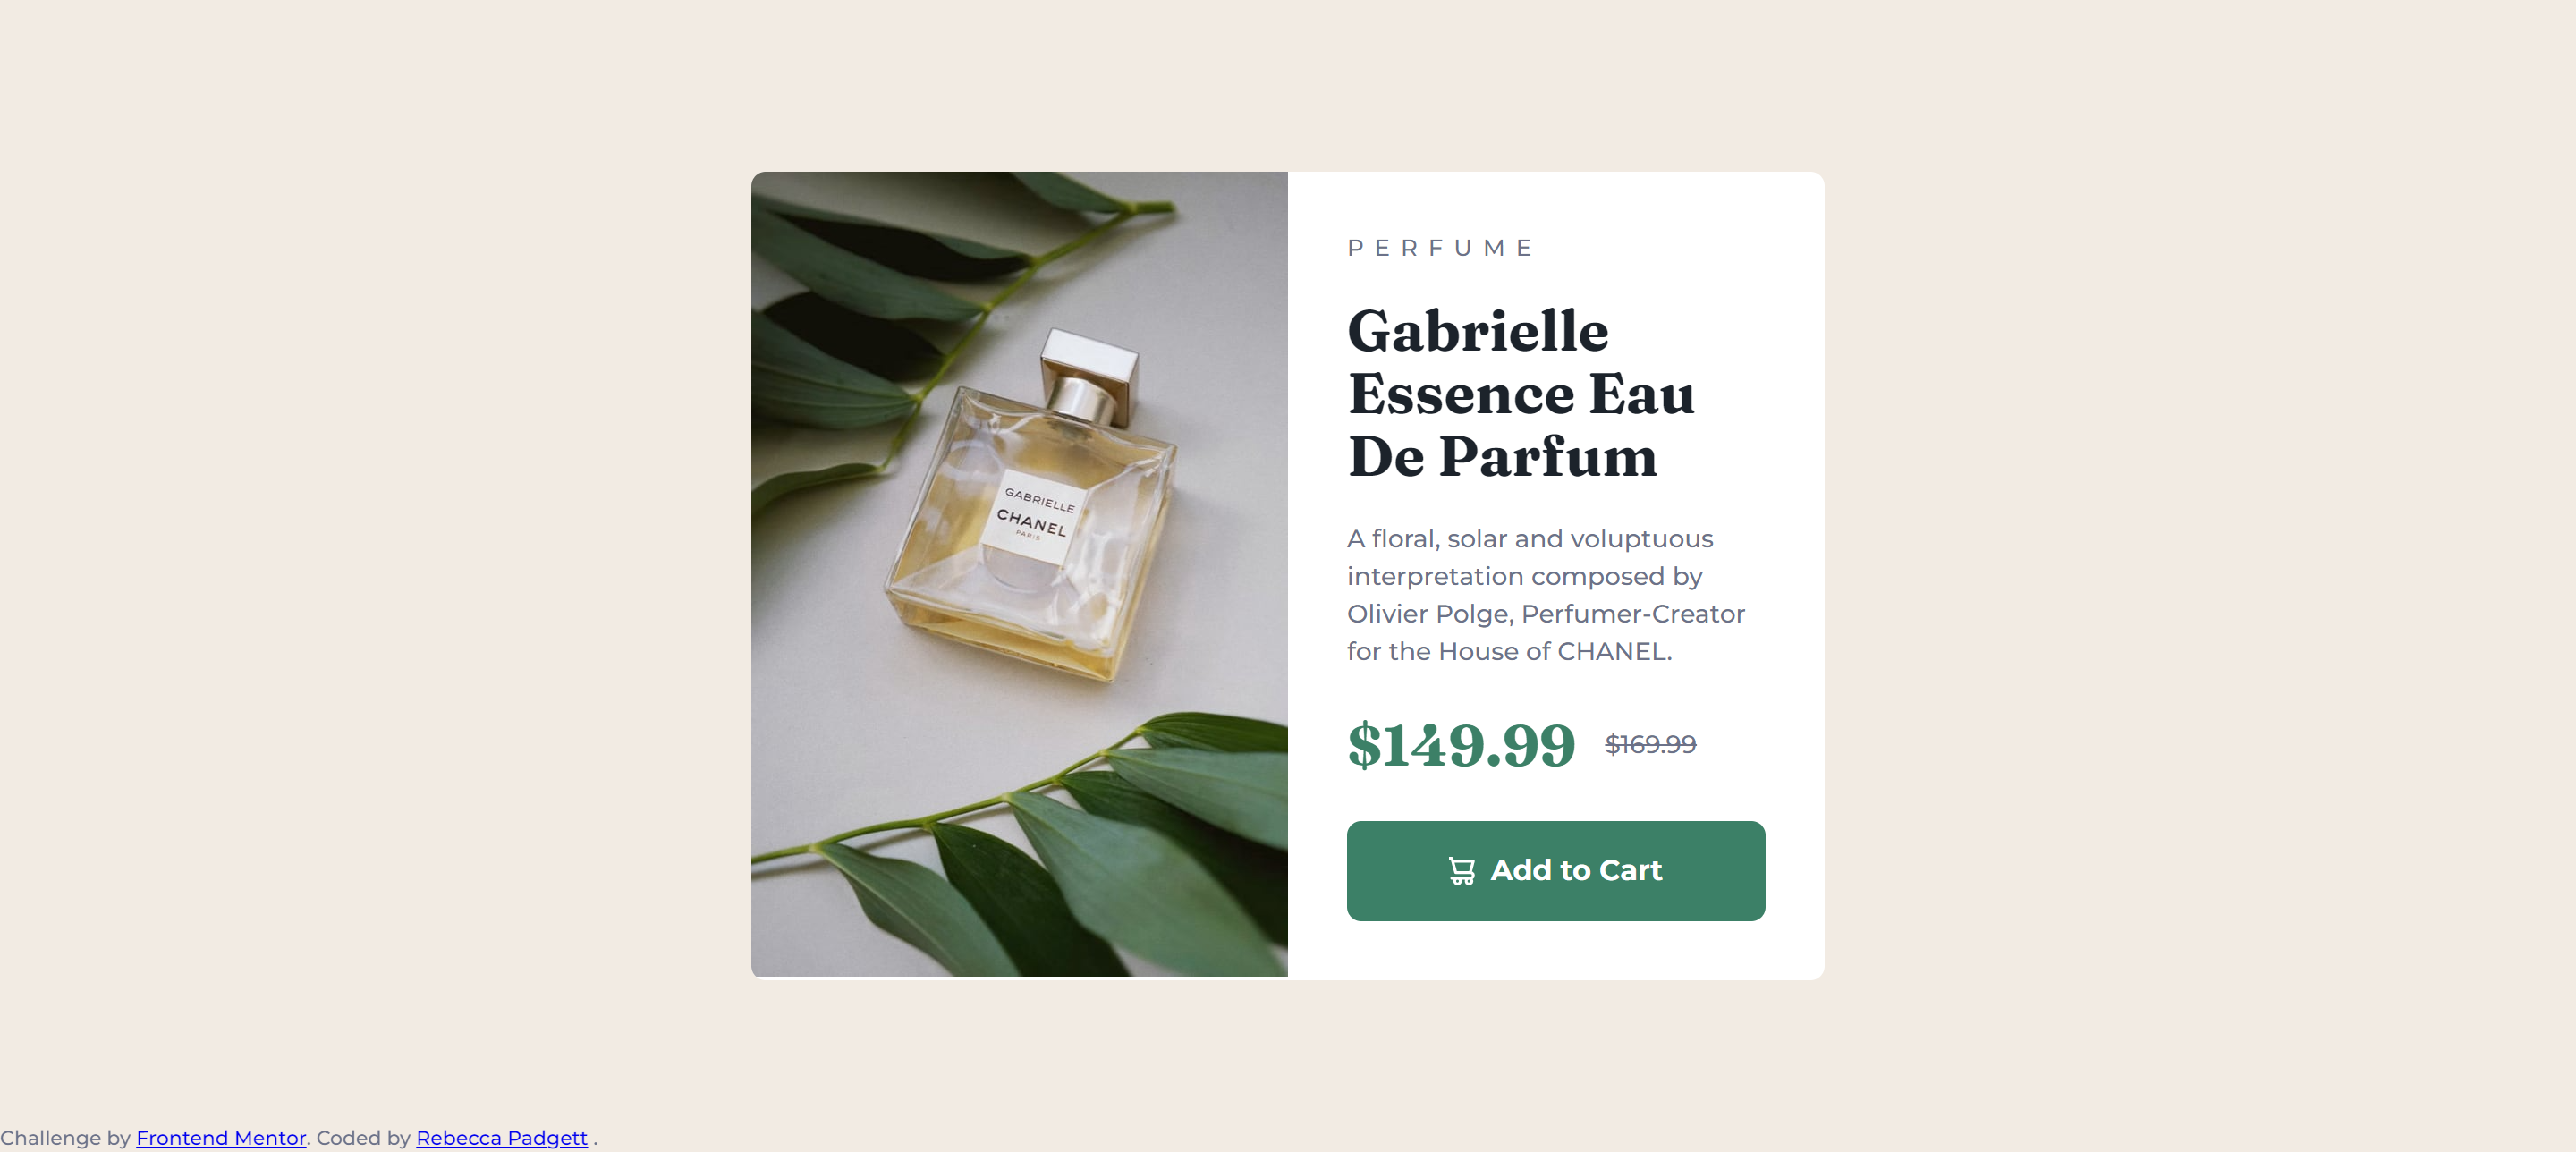 GABRIELLE
CHANEL
PARIS
PERFUME
Gabrielle
Essence Eau
De Parfum
A floral, solar and voluptuous
interpretation composed by
Olivier Polge, Perfumer-Creator
for the House of CHANEL.
$149.99 $169.99
Add to Cart
Challenge by Frontend Mentor. Coded by Rebecca Padgett .